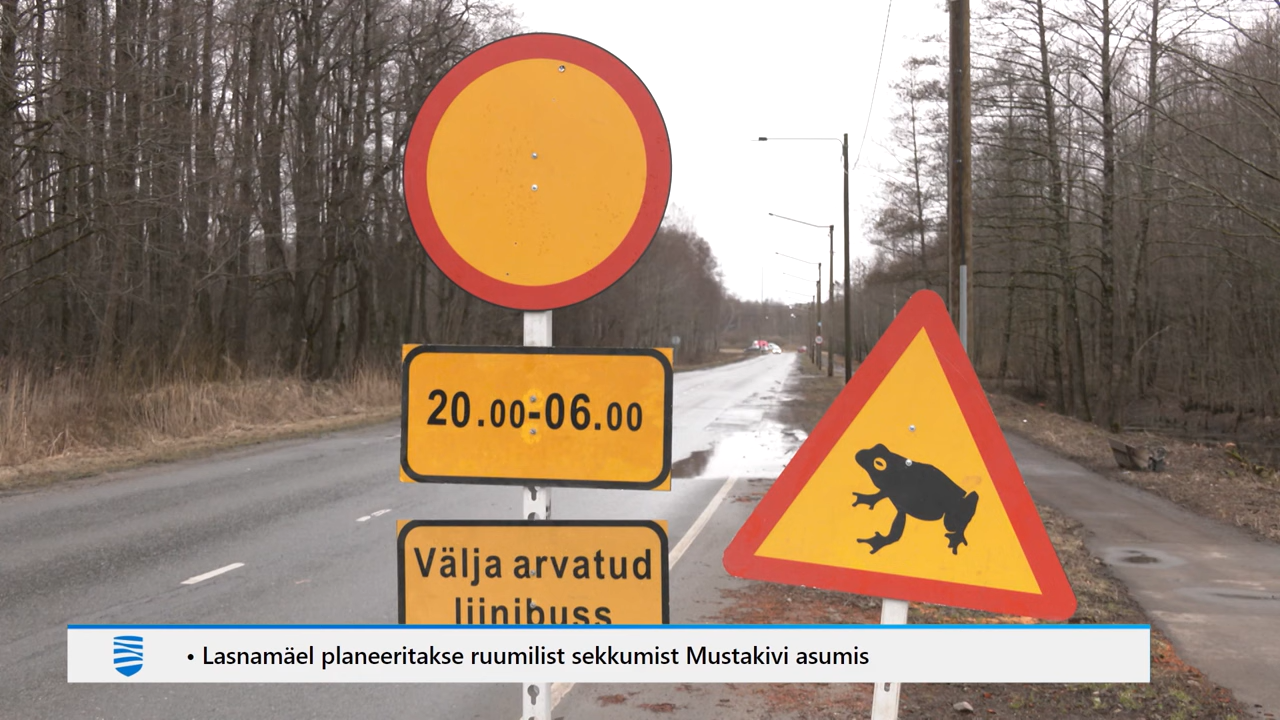 20.00-06.00
Välja arvatud
liinibuss
• Lasnamäel planeeritakse ruumilist sekkumist Mustakivi asumis